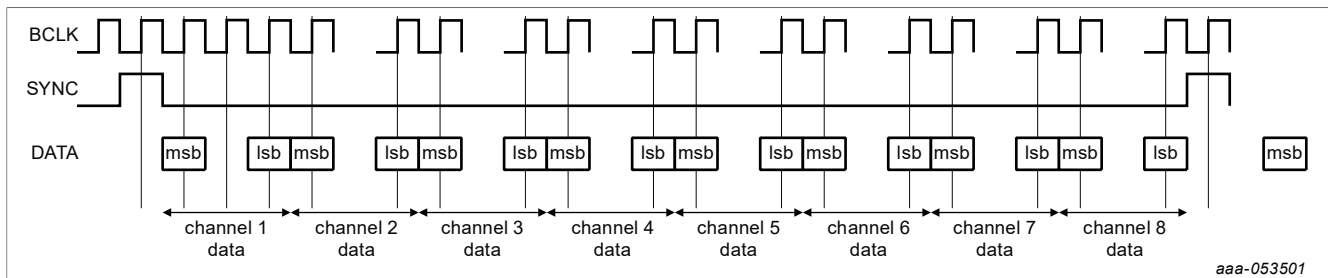 BCLK
SYNC
DATA
msb lsb msb lsb msb lsb msb lsb msb lsb msb lsb msb lsb msb lsb msb
channel 1 channel 2 channel 3 channel 4 channel 5 channel 6 channel 7 channel 8
data data data data data data data data
aaa-053501